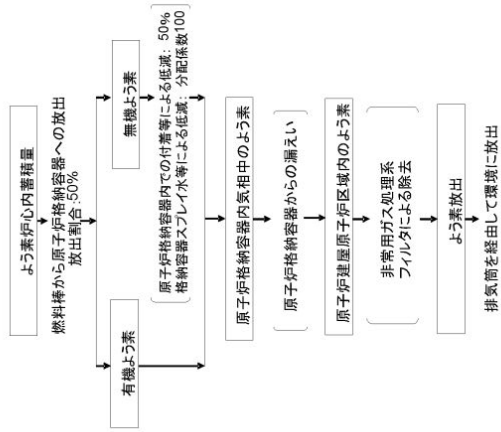 よう素炉心内蓄積量
燃料棒から原子炉格納容器への放出
放出割合:50%
有機よう素
無機よう素
原子炉格納容器内での付着等による低減: 50%
格納容器スプレイ水等による低減: 分配係数100
原子炉格納容器内気相中のよう素
原子炉格納容器からの漏えい
原子炉建屋原子炉区域内のよう素
非常用ガス処理系
フィルタによる除去
よう素放出
排気筒を経由して環境に放出